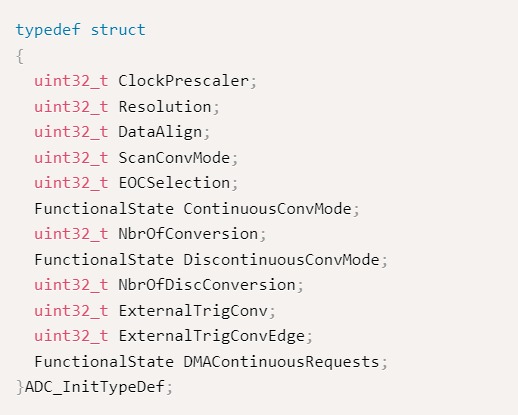 typedef struct
{
  uint32_t ClockPrescaler;
  uint32_t Resolution;
  uint32_t DataAlign;
  uint32_t ScanConvMode;
  uint32_t EOCSelection;
  FunctionalState ContinuousConvMode;
  uint32_t NbrOfConversion;
  FunctionalState DiscontinuousConvMode;
  uint32_t NbrOfDiscConversion;
  uint32_t ExternalTrigConv;
  uint32_t ExternalTrigConvEdge;
  FunctionalState DMAContinuousRequests;
}ADC_InitTypeDef;